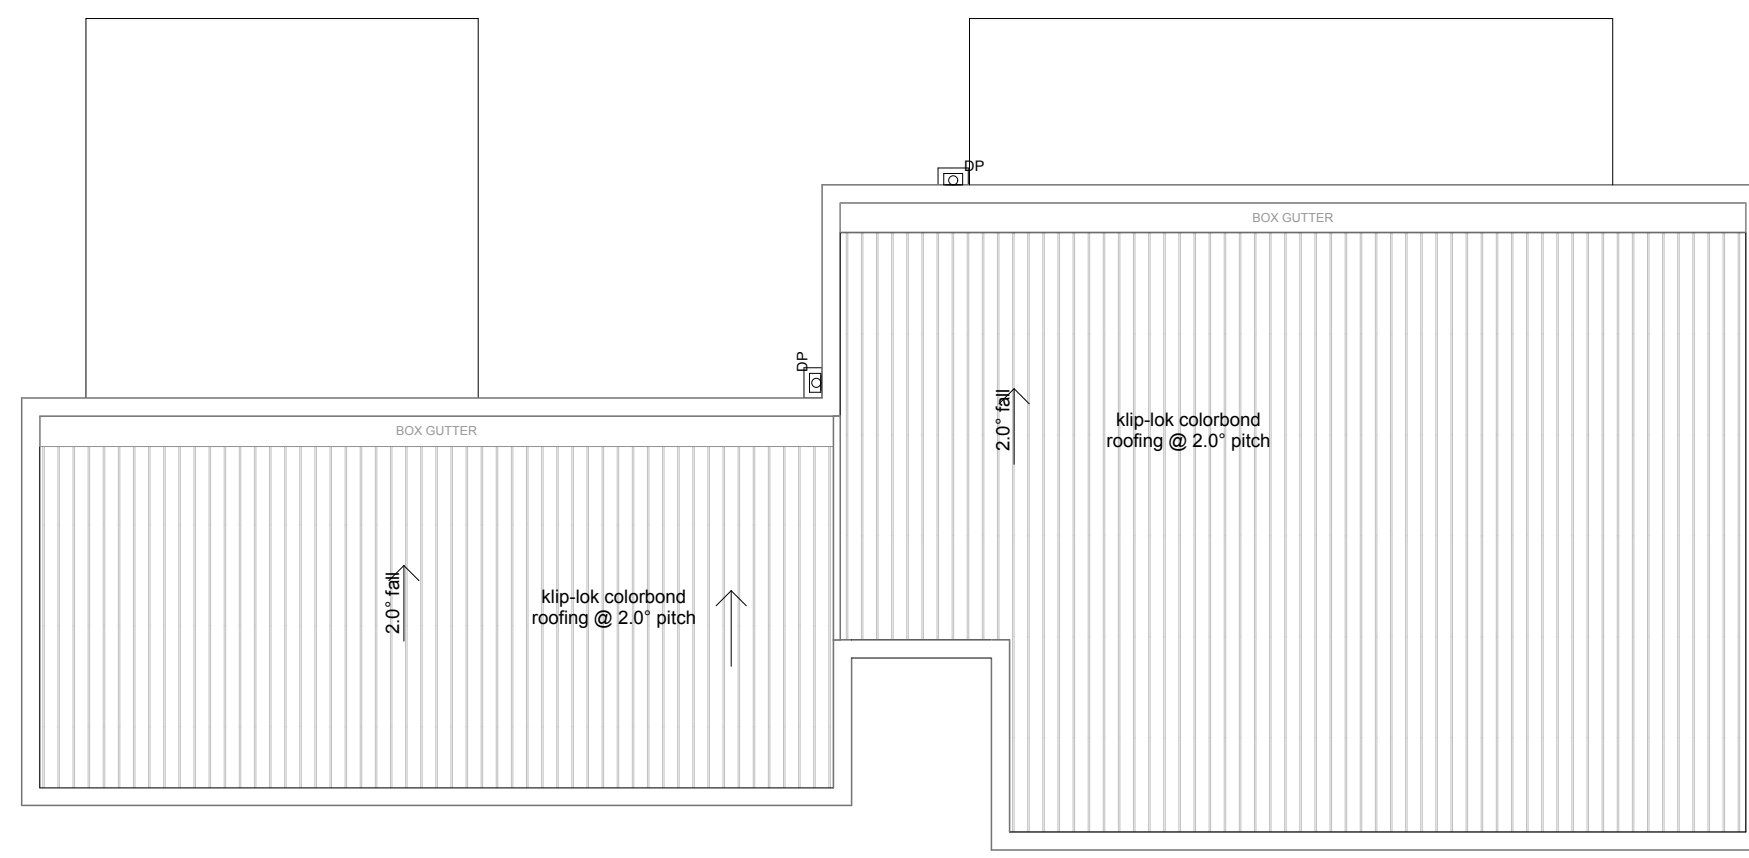 DP
BOX GUTTER
DP
2.0° fall
klip-lok colorbond
roofing @ 2.0° pitch
BOX GUTTER
2.0° fall
klip-lok colorbond
roofing @ 2.0° pitch